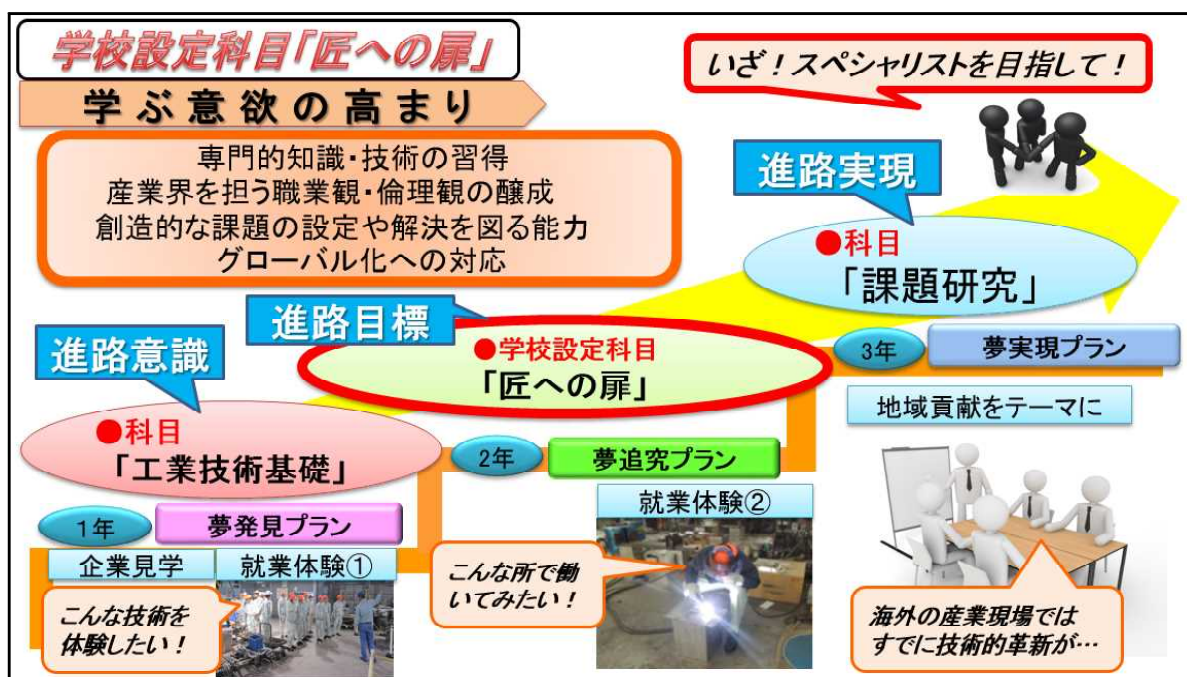 学校設定科目「匠への扉」
学ぶ意欲の高まり
専門的知識・技術の習得
産業界を担う職業観・倫理観の醸成
創造的な課題の設定や解決を図る能力
グローバル化への対応
いざ！スペシャリストを目指して！
進路意識
●科目
「工業技術基礎」
1年
夢発見プラン
企業見学
就業体験①
こんな技術を
体験したい！
進路目標
●学校設定科目
「匠への扉」
2年
夢追究プラン
就業体験②
こんな所で働
いてみたい！
進路実現
●科目
「課題研究」
3年
夢実現プラン
地域貢献をテーマに
海外の産業現場では
すでに技術的革新が…